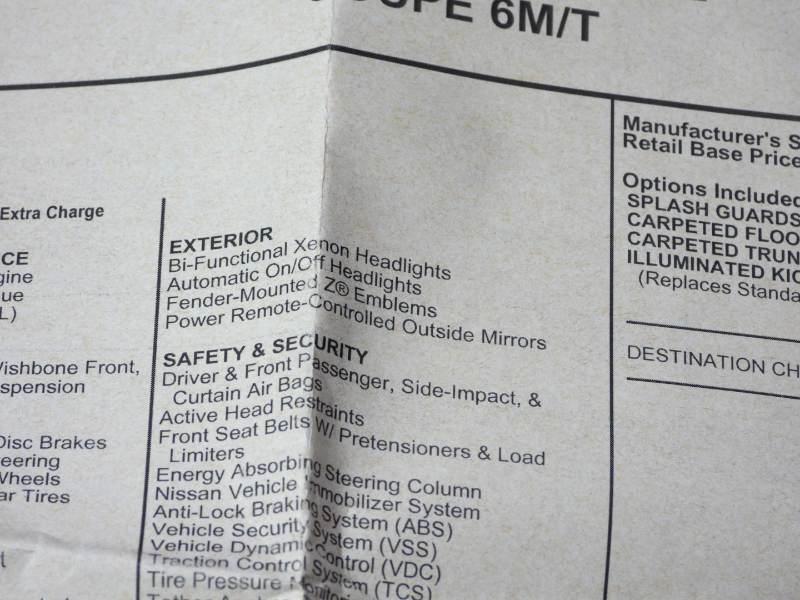 6M/T
Extra Charge
CE
gine
ue
L)
Vishbone Front,
spension
Disc Brakes
eering
Wheels
ar Tires
EXTERIOR
Bi-Functional Xenon Headlights
Automatic On/Off Headlights
Fender-Mounted Z® Emblems
Power Remote-Controlled Outside Mirrors
SAFETY & SECURITY
Driver & Front Passenger, Side-Impact, &
Curtain Air Bags
Active Head Restraints
Front Seat Belts W/ Pretensioners & Load
Limiters
Energy Absorbing Steering Column
Nissan Vehicle Immobilizer System
Anti-Lock Braking System (ABS)
Vehicle Security System (VSS)
Vehicle Dynamic Control (VDC)
Traction Control System (TCS)
Tire Pressure Monitori
Manufacturer's S
Retail Base Price
Options Included
SPLASH GUARDS
CARPETED FLOO
CARPETED TRUN
ILLUMINATED KIC
(Replaces Standa
DESTINATION CH